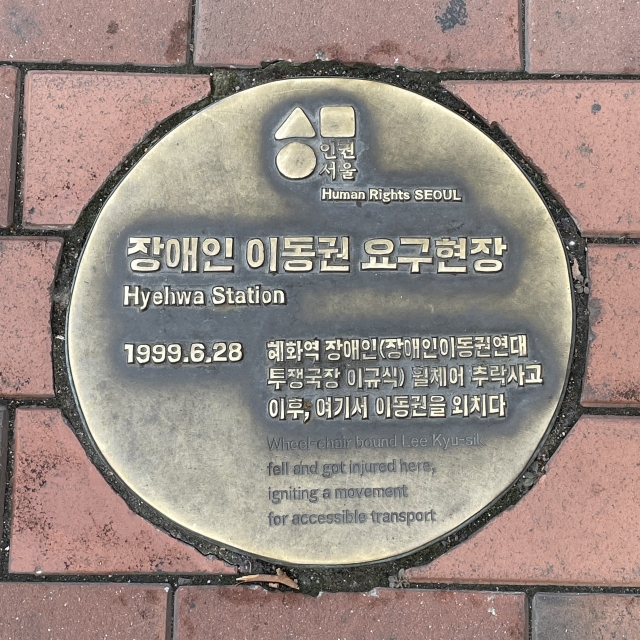 인권
서울
Human Rights SEOUL
장애인 이동권 요구현장
Hyehwa Station
1999.6.28
혜화역 장애인(장애인이동권연대
투쟁국장 이규식) 휠체어 추락사고
이후, 여기서 이동권을 외치다
Wheel-chair bound Lee Kyu-sil
fell and got injured here,
igniting a movement
for accessible transport